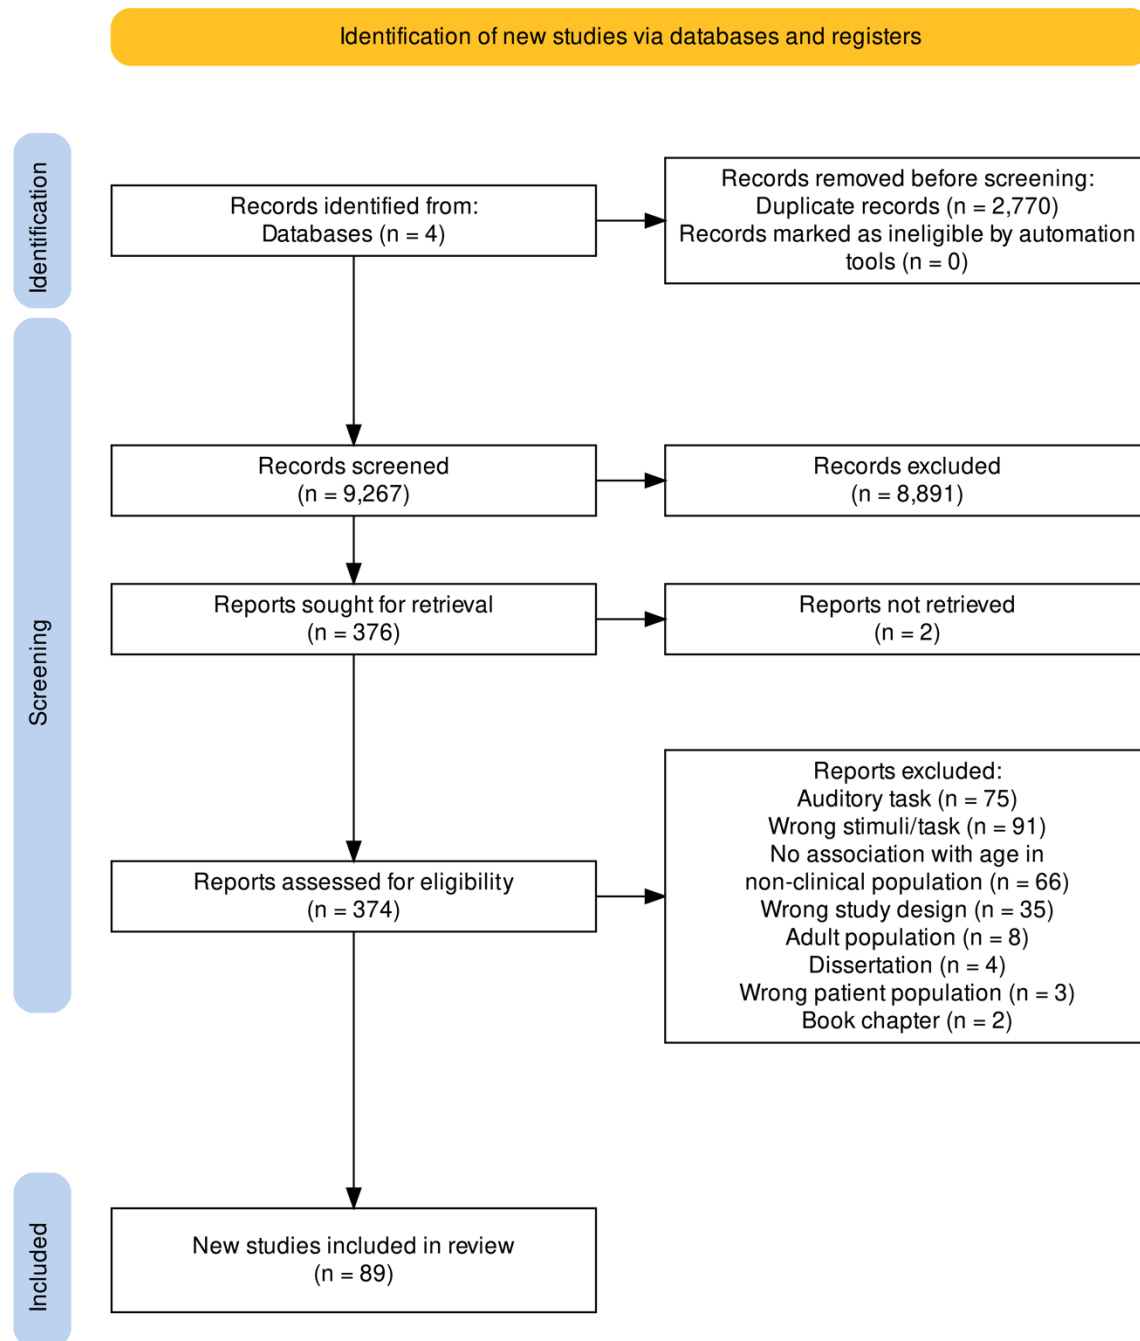 Identification of new studies via databases and registers
Identification
Records identified from:
Databases (n = 4)
Records removed before screening:
Duplicate records (n = 2,770)
Records marked as ineligible by automation
tools (n = 0)
Screening
Records screened
(n = 9,267)
Records excluded
(n = 8,891)
Reports sought for retrieval
(n = 376)
Reports not retrieved
(n = 2)
Reports assessed for eligibility
(n = 374)
Reports excluded:
Auditory task (n = 75)
Wrong stimuli/task (n = 91)
No association with age in
non-clinical population (n = 66)
Wrong study design (n = 35)
Adult population (n = 8)
Dissertation (n = 4)
Wrong patient population (n = 3)
Book chapter (n = 2)
Included
New studies included in review
(n = 89)